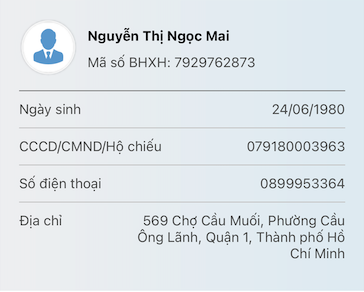 Nguyễn Thị Ngọc Mai
Mã số BHXH: 7929762873
Ngày sinh 24/06/1980
CCCD/CMND/Hộ chiếu 079180003963
Số điện thoại 0899953364
Địa chỉ 569 Chợ Cầu Muối, Phường Cầu
Ông Lãnh, Quận 1, Thành phố Hồ
Chí Minh